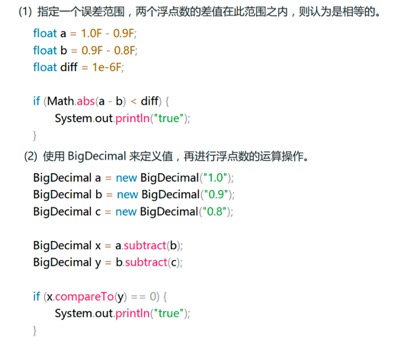 (1) 指定一个误差范围，两个浮点数的差值在此范围之内，则认为是相等的。
float a = 1.0F - 0.9F;
float b = 0.9F - 0.8F;
float diff = 1e-6F;
if (Math.abs(a - b) < diff) {
System.out.println("true");
}
(2) 使用 BigDecimal 来定义值，再进行浮点数的运算操作。
BigDecimal a = new BigDecimal("1.0");
BigDecimal b = new BigDecimal("0.9");
BigDecimal c = new BigDecimal("0.8");
BigDecimal x = a.subtract(b);
BigDecimal y = b.subtract(c);
if (x.compareTo(y) == 0) {
System.out.println("true");
}